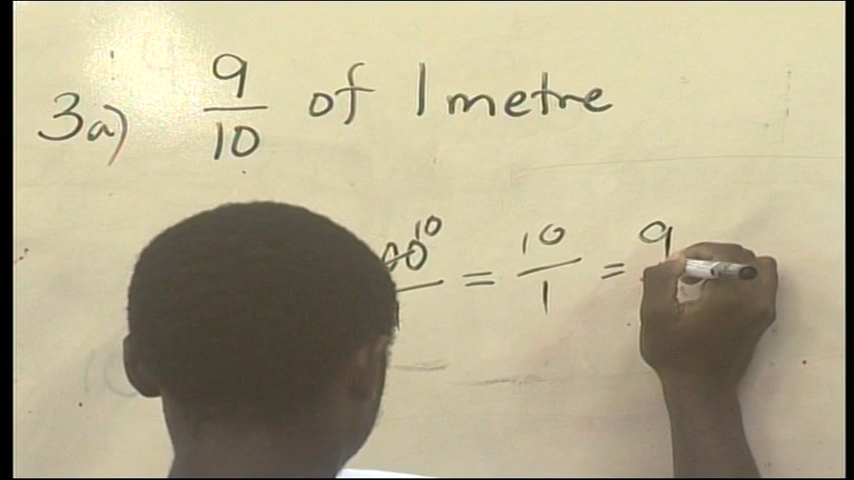 3a) 9/10 of 1 metre
10 = 10/1 = 9